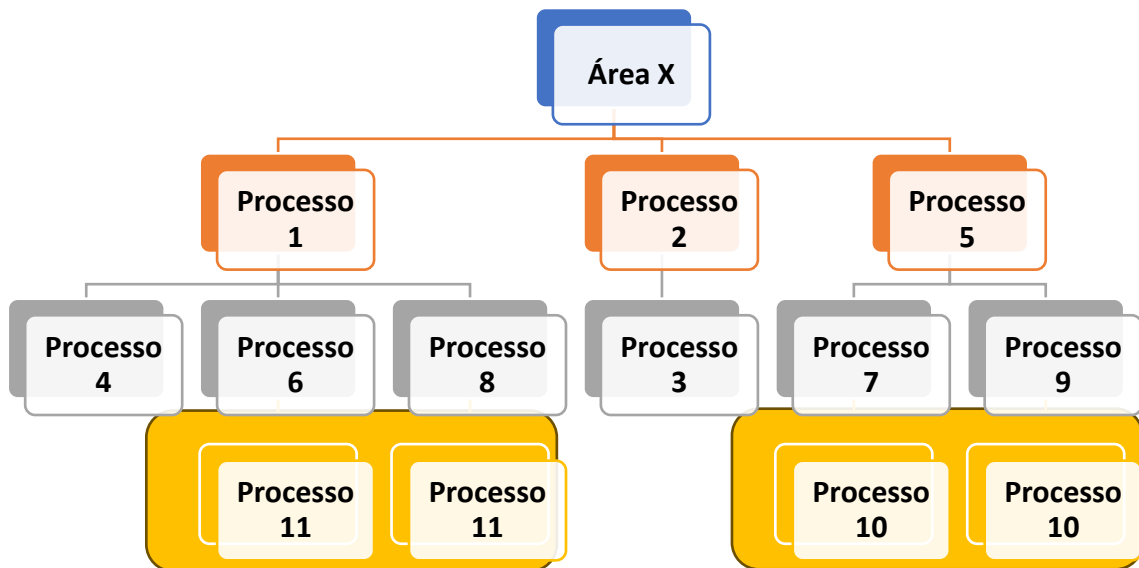 Área X
Processo
1
Processo
2
Processo
5
Processo
4
Processo
6
Processo
8
Processo
3
Processo
7
Processo
9
Processo
11
Processo
11
Processo
10
Processo
10